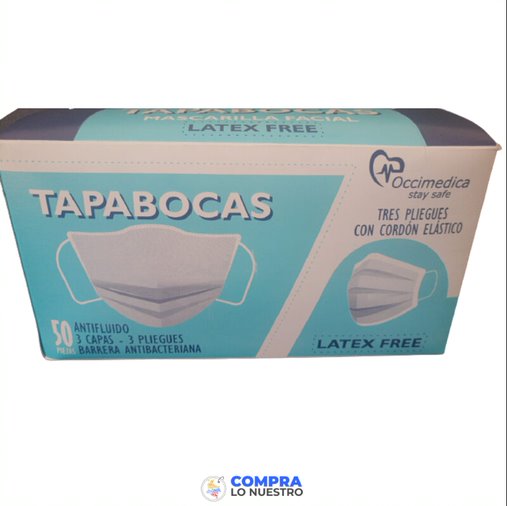 TAPABOCAS
MASCARILLA FACIAL
LATEX FREE
Occimedica
stay safe
TAPABOCAS
TRES PLIEGUES
CON CORDÓN ELÁSTICO
50
PIEZAS
ANTIFLUIDO
3 CAPAS - 3 PLIEGUES
BARRERA ANTIBACTERIANA
LATEX FREE
COMPRA
LO NUESTRO